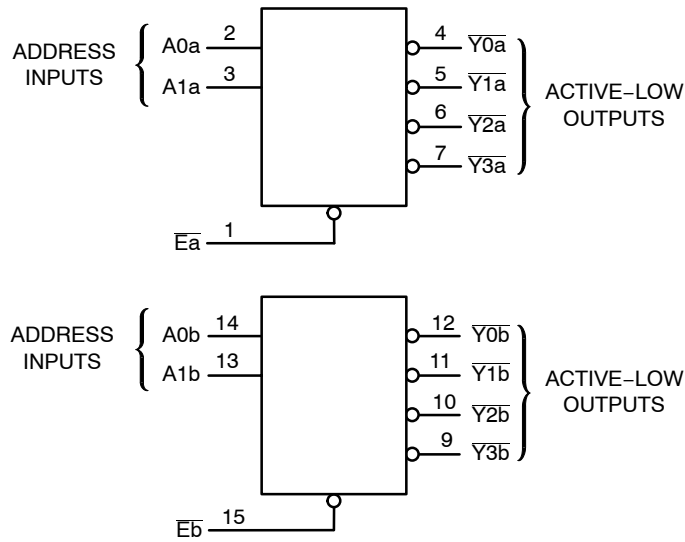 ADDRESS
INPUTS
A0a 2
A1a 3
4 Y0a
5 Y1a
6 Y2a
7 Y3a
ACTIVE–LOW
OUTPUTS
Ea 1
ADDRESS
INPUTS
A0b 14
A1b 13
12 Y0b
11 Y1b
10 Y2b
9 Y3b
ACTIVE–LOW
OUTPUTS
Eb 15